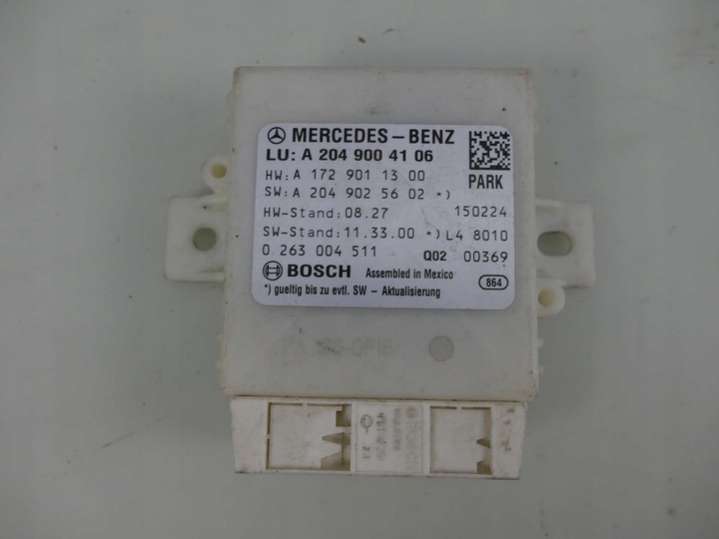 MERCEDES-BENZ
LU: A 204 900 41 06
HW: A 172 901 13 00
PARK
SW: A 204 902 56 02 *)
HW-Stand: 08.27 150224
SW-Stand: 11.33.00 *) L4 8010
0 263 004 511 Q02 00369
BOSCH Assembled in Mexico
*) gueltig bis zu evtl. SW - Aktualisierung
864